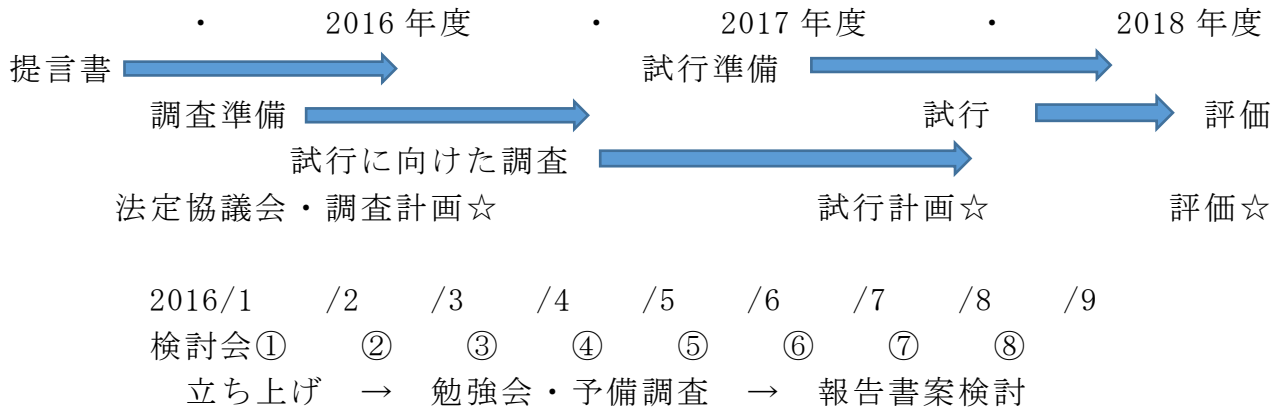 ・ 2016年度 ・ 2017年度 ・ 2018年度
提言書 試行準備
調査準備 試行 評価
試行に向けた調査
法定協議会・調査計画☆ 試行計画☆ 評価☆
2016/1 /2 /3 /4 /5 /6 /7 /8 /9
検討会① ② ③ ④ ⑤ ⑥ ⑦ ⑧
立ち上げ → 勉強会・予備調査 → 報告書案検討